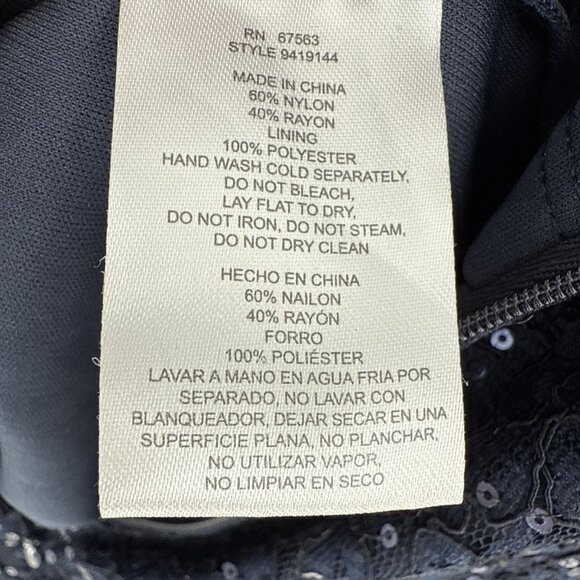 RN 67563
STYLE 9419144
MADE IN CHINA
60% NYLON
40% RAYON
LINING
100% POLYESTER
HAND WASH COLD SEPARATELY,
DO NOT BLEACH,
LAY FLAT TO DRY,
DO NOT IRON, DO NOT STEAM,
DO NOT DRY CLEAN
HECHO EN CHINA
60% NAILON
40% RAYÓN
FORRO
100% POLIÉSTER
LAVAR A MANO EN AGUA FRIA POR
SEPARADO, NO LAVAR CON
BLANQUEADOR, DEJAR SECAR EN UNA
SUPERFICIE PLANA, NO PLANCHAR,
NO UTILIZAR VAPOR,
NO LIMPIAR EN SECO